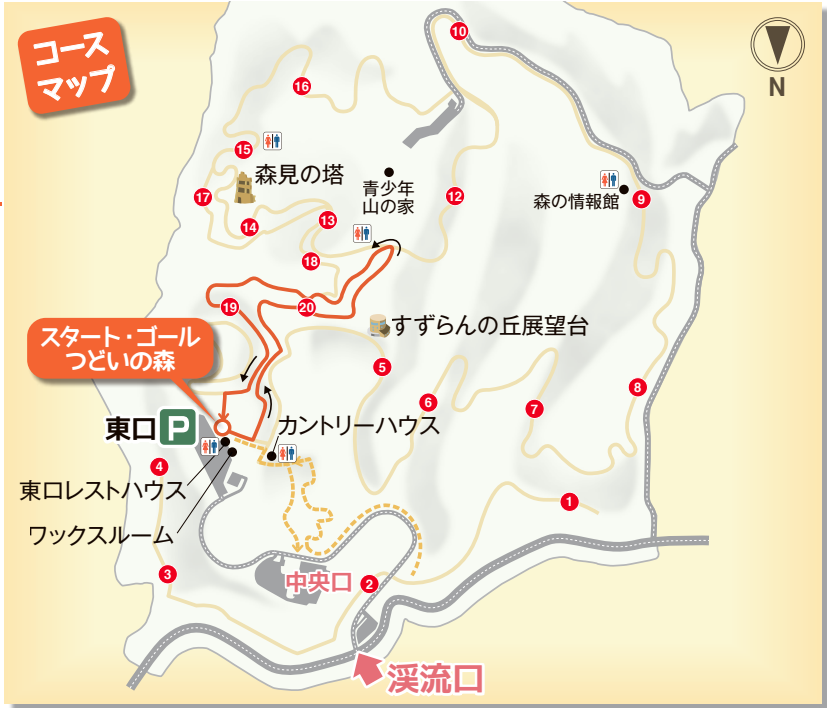 コース
マップ
N
10
16
15
森見の塔
青少年
山の家
森の情報館
9
17
12
14
13
18
19
20
すずらんの丘展望台
スタート・ゴール
つどいの森
5
8
6
7
東口 P
カントリーハウス
4
東口レストハウス
1
ワックスルーム
3
中央口
2
渓流口